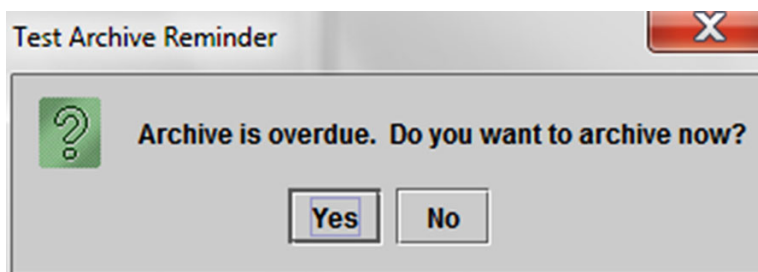 Test Archive Reminder
Archive is overdue. Do you want to archive now?
Yes No